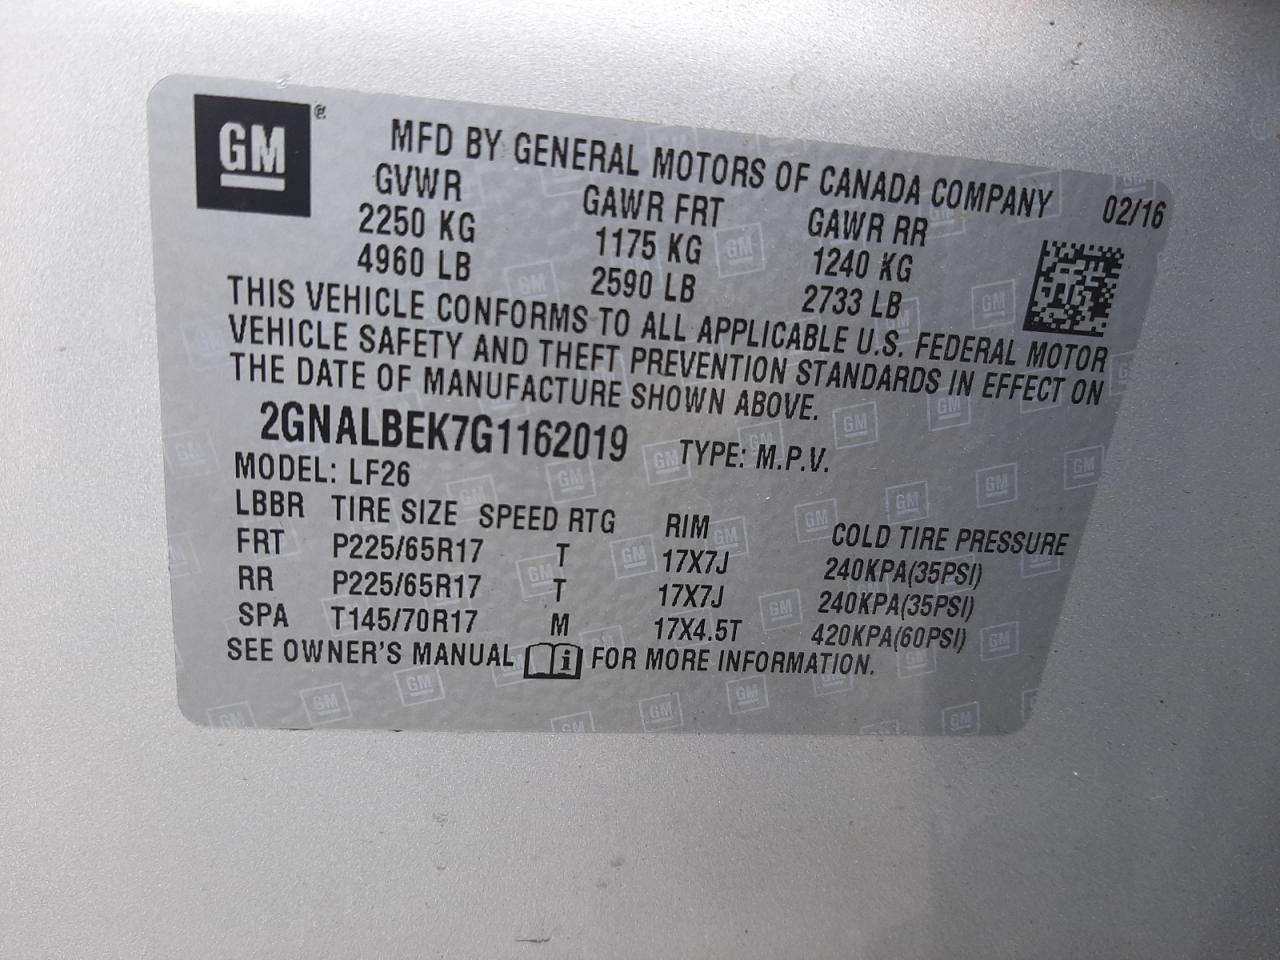 GM ®
MFD BY GENERAL MOTORS OF CANADA COMPANY 02/16
GVWR GAWR FRT GAWR RR
2250 KG 1175 KG 1240 KG
4960 LB 2590 LB 2733 LB
THIS VEHICLE CONFORMS TO ALL APPLICABLE U.S. FEDERAL MOTOR
VEHICLE SAFETY AND THEFT PREVENTION STANDARDS IN EFFECT ON
THE DATE OF MANUFACTURE SHOWN ABOVE.
2GNALBEK7G1162019 TYPE: M.P.V.
MODEL: LF26
LBBR TIRE SIZE SPEED RTG RIM COLD TIRE PRESSURE
FRT P225/65R17 T 17X7J 240KPA(35PSI)
RR P225/65R17 T 17X7J 240KPA(35PSI)
SPA T145/70R17 M 17X4.5T 420KPA(60PSI)
SEE OWNER'S MANUAL FOR MORE INFORMATION.